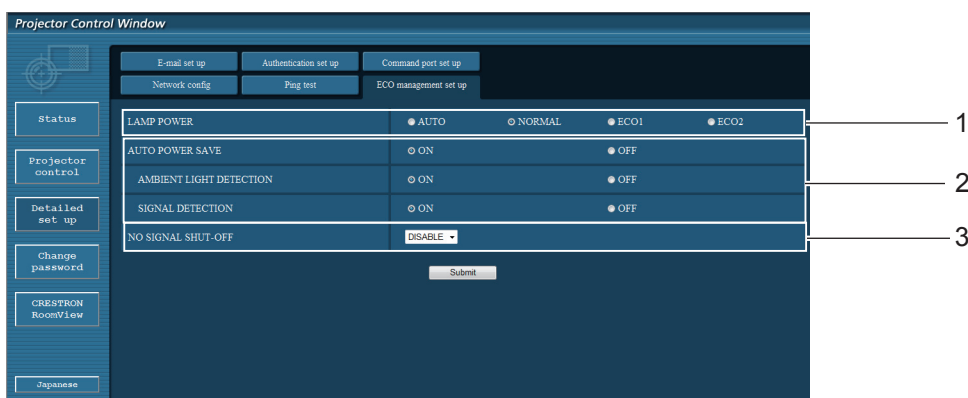 Projector Control Window
E-mail set up Authentication set up Command port set up
Network config Ping test ECO management set up
Status
Projector control
Detailed set up
Change password
CRESTRON RoomView
Japanese
LAMP POWER AUTO NORMAL ECO1 ECO2 1
AUTO POWER SAVE ON OFF
AMBIENT LIGHT DETECTION ON OFF 2
SIGNAL DETECTION ON OFF
NO SIGNAL SHUT-OFF DISABLE 3
Submit